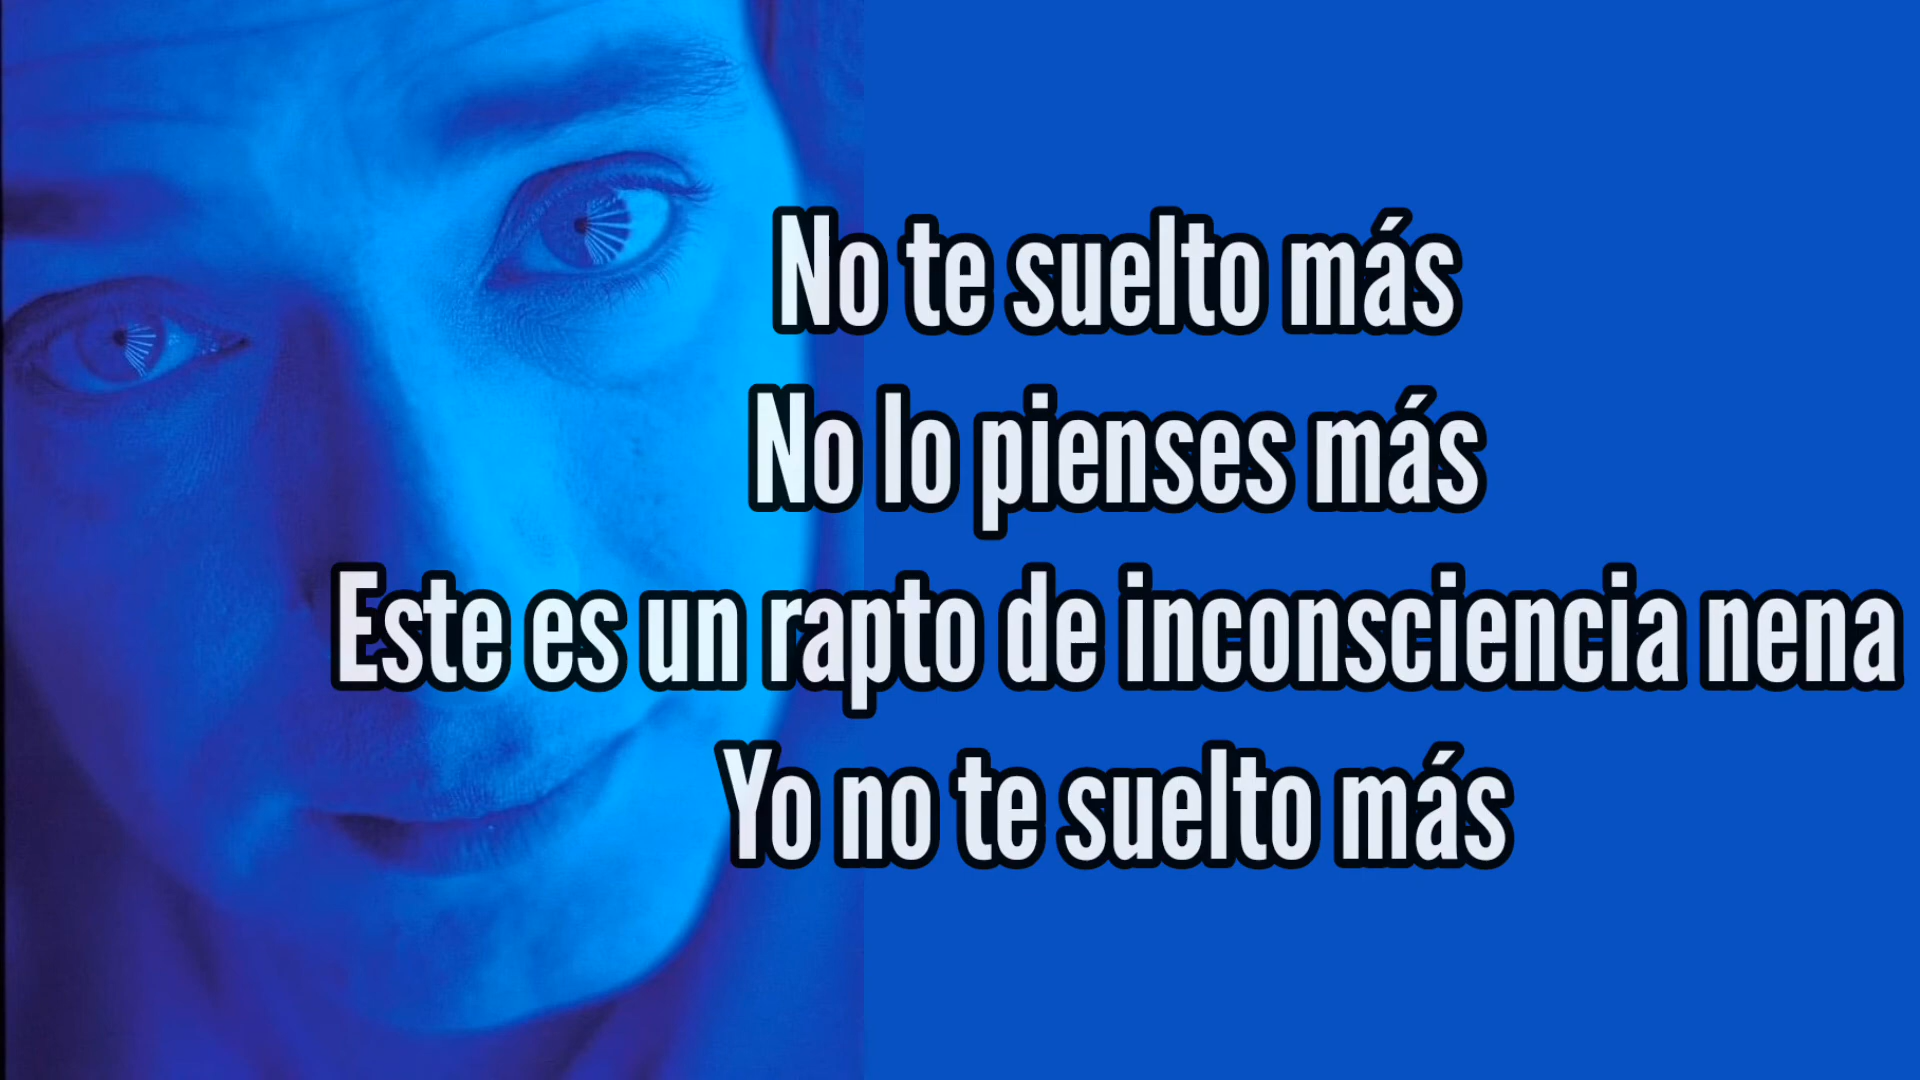 No te suelto más
No lo pienses más
Este es un rapto de inconsciencia nena
Yo no te suelto más